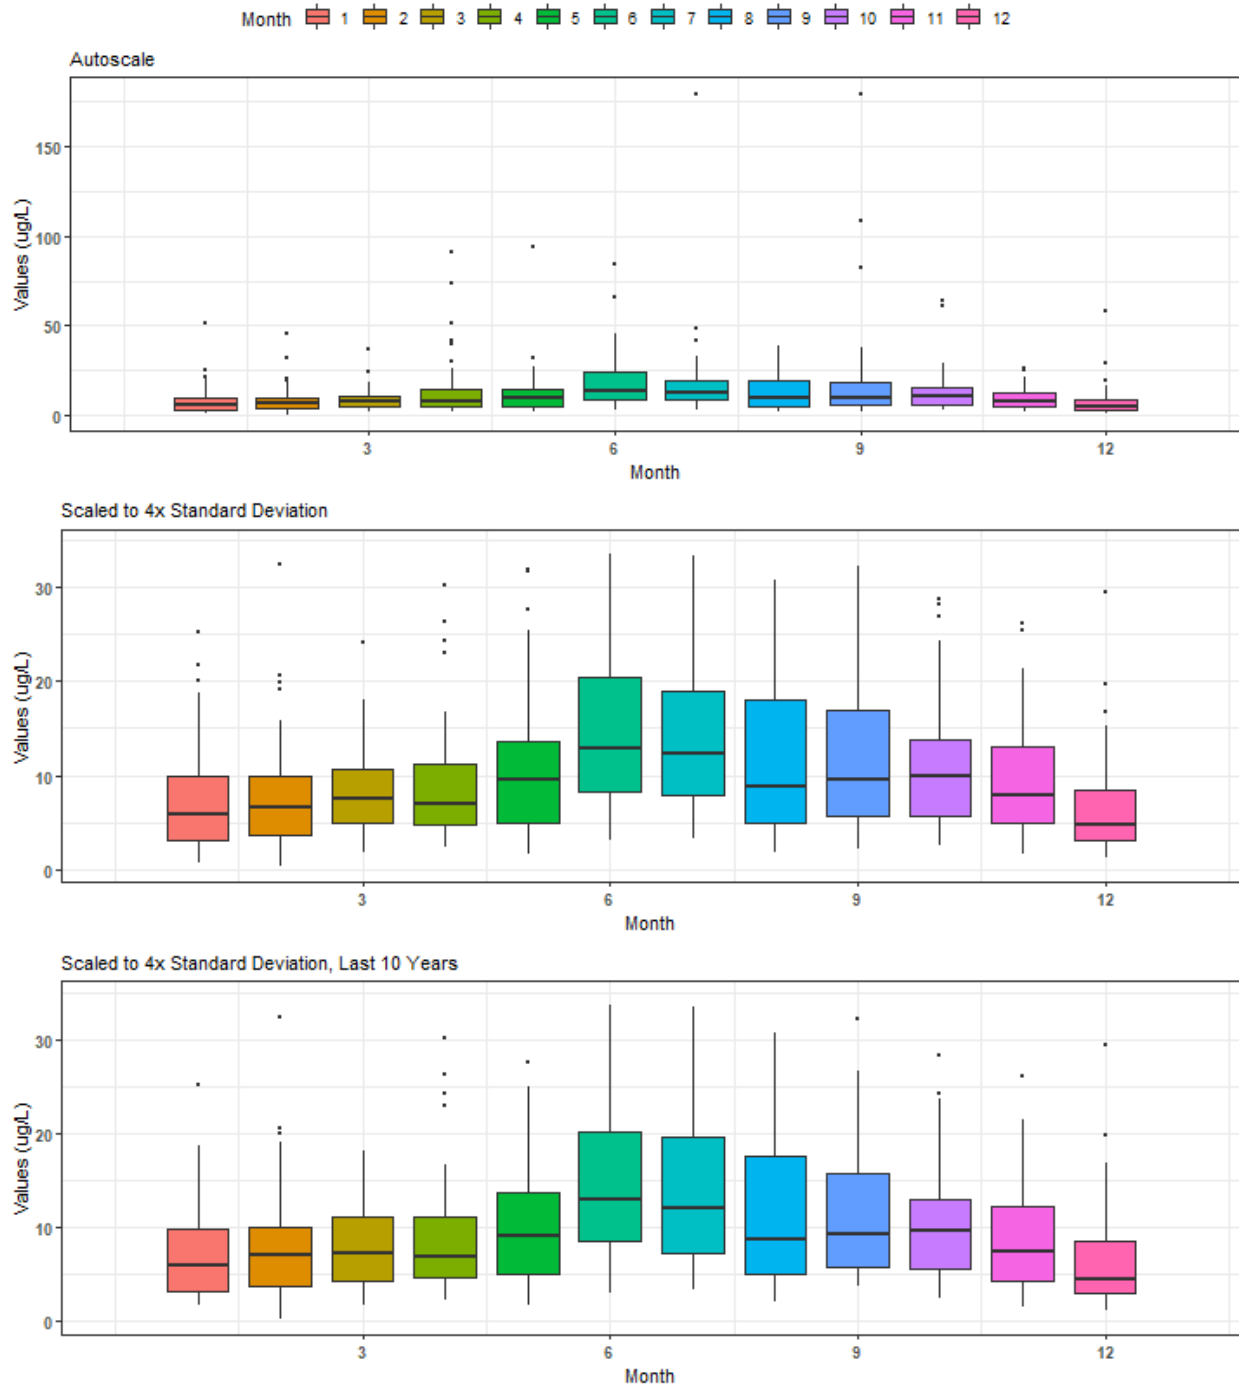 Month 1 2 3 4 5 6 7 8 9 10 11 12
Autoscale
Values (ug/L)
150
100
50
0
3 6 9 12
Month
Scaled to 4x Standard Deviation
Values (ug/L)
30
20
10
0
3 6 9 12
Month
Scaled to 4x Standard Deviation, Last 10 Years
Values (ug/L)
30
20
10
0
3 6 9 12
Month